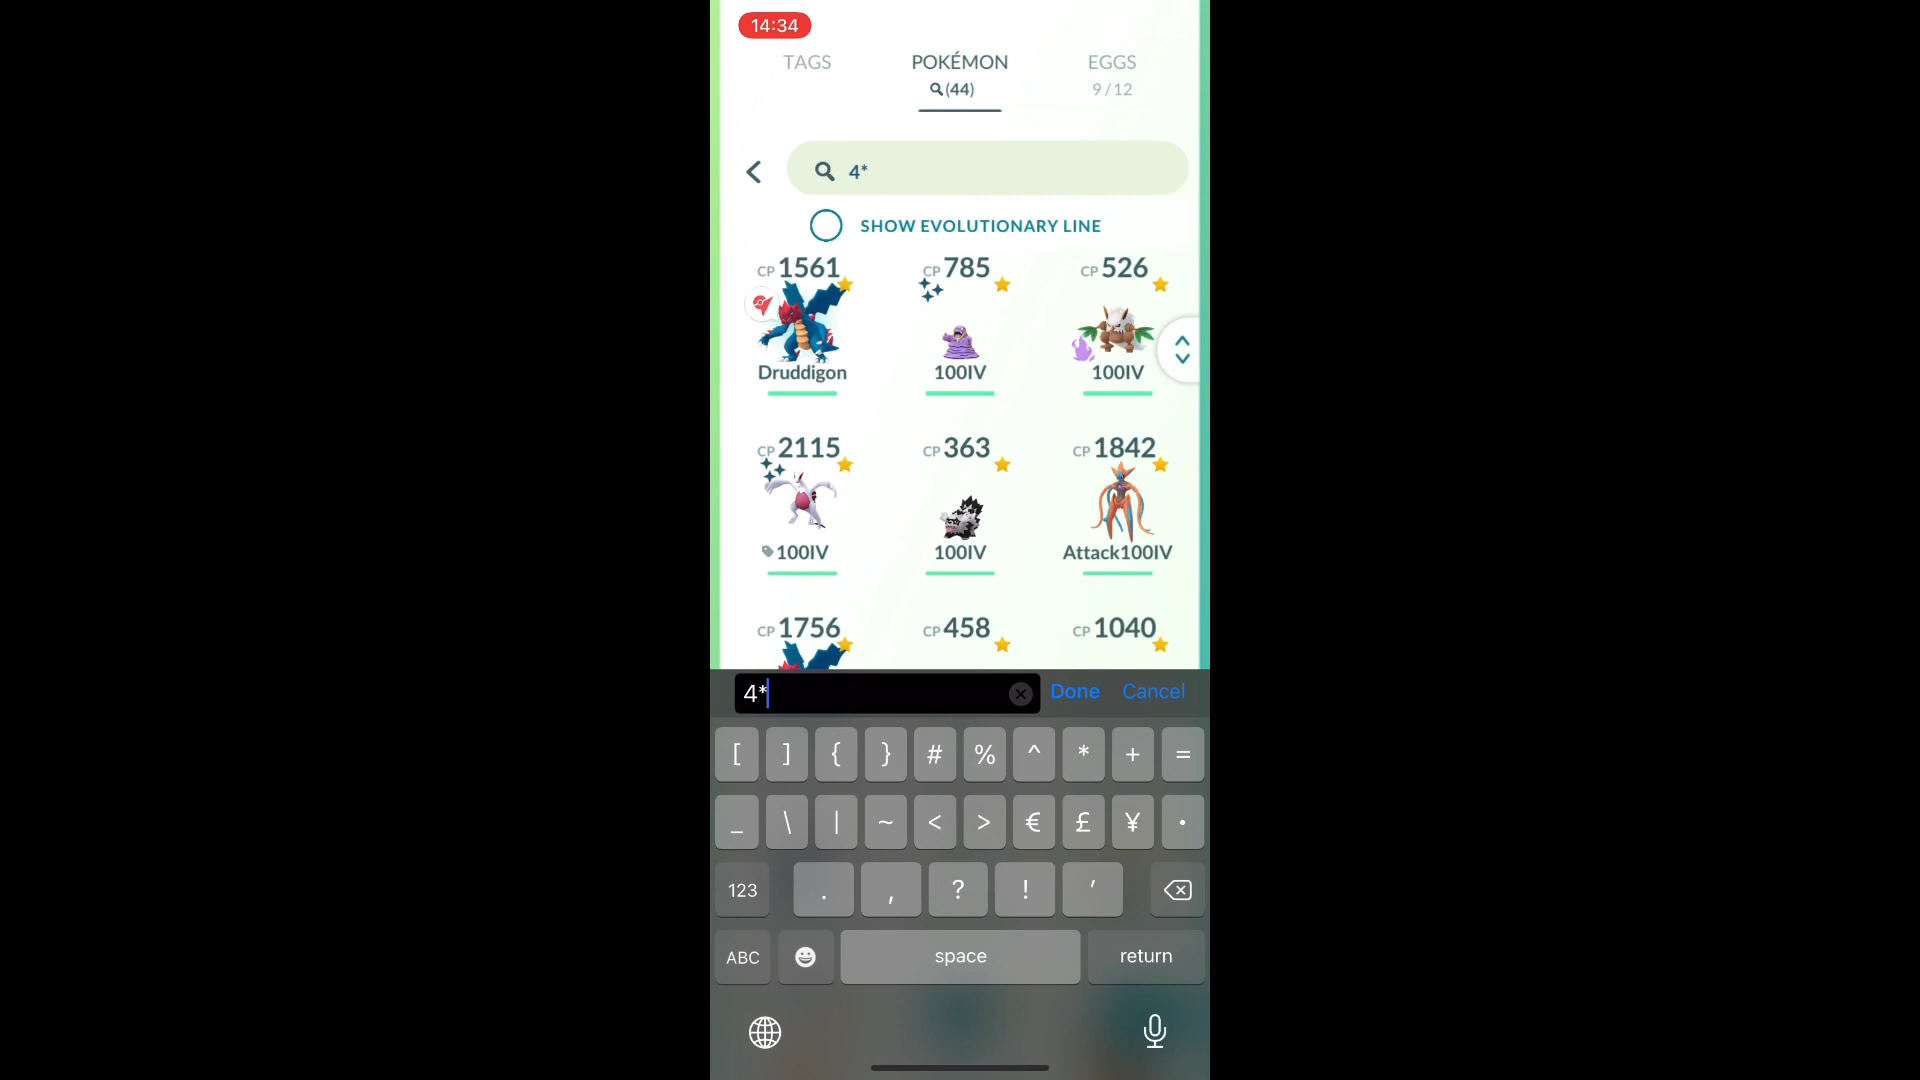 14:34
TAGS POKÉMON EGGS
(44) 9 / 12
4*
SHOW EVOLUTIONARY LINE
CP 1561 CP 785 CP 526
Druddigon 100IV 100IV
CP 2115 CP 363 CP 1842
100IV 100IV Attack100IV
CP 1756 CP 458 CP 1040
4* Done Cancel
[ ] { } # % ^ * + =
_ \ | ~ < > € £ ¥ •
123 . , ? ! ′
ABC space return